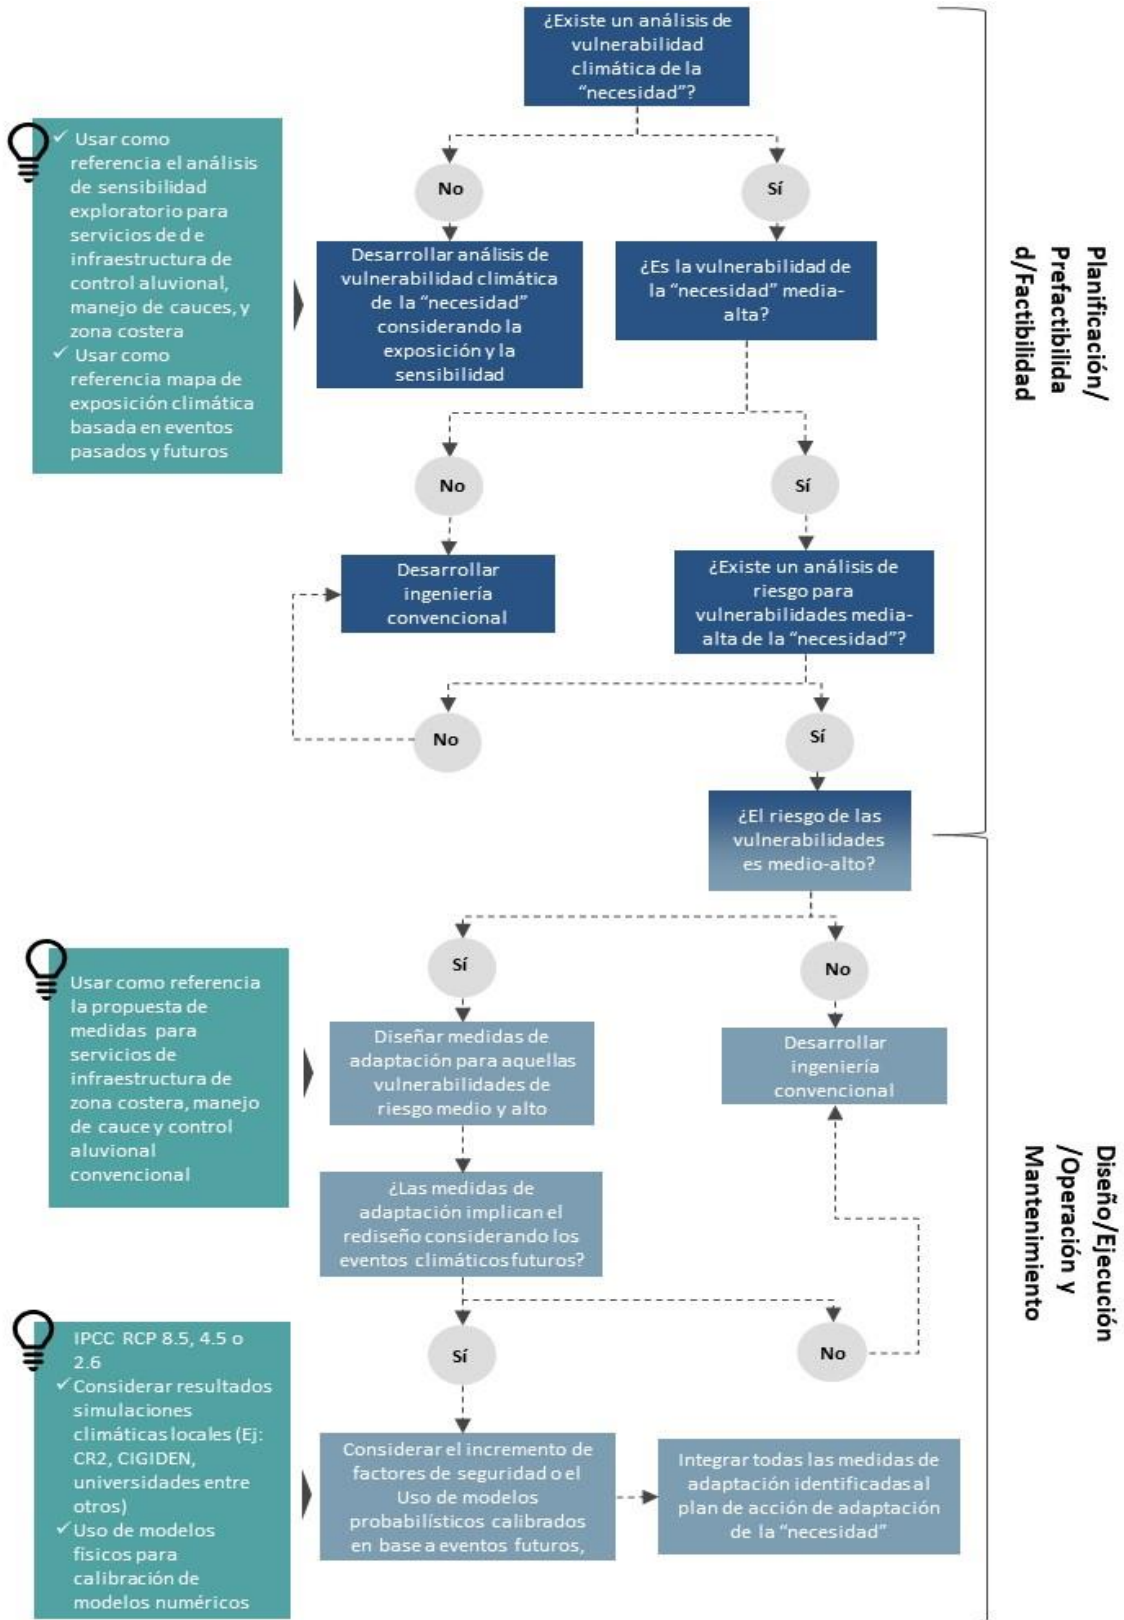 ¿Existe un análisis de
vulnerabilidad
climática de la
“necesidad”?
✓ Usar como
referencia el análisis
de sensibilidad
exploratorio para
servicios de d e
infraestructura de
control aluvional,
manejo de cauces, y
zona costera
✓ Usar como
referencia mapa de
exposición climática
basada en eventos
pasados y futuros
No
Sí
Desarrollar análisis de
vulnerabilidad climática
de la “necesidad”
considerando la
exposición y la
sensibilidad
¿Es la vulnerabilidad de
la “necesidad” media-
alta?
No
Sí
Desarrollar
ingeniería
convencional
¿Existe un análisis de
riesgo para
vulnerabilidades media-
alta de la “necesidad”?
No
Sí
¿El riesgo de las
vulnerabilidades
es medio-alto?
Planificación/
Prefactibilida
d/Factibilidad
Sí
No
Usar como referencia
la propuesta de
medidas para
servicios de
infraestructura de
zona costera, manejo
de cauce y control
aluvional
convencional
Diseñar medidas de
adaptación para aquellas
vulnerabilidades de
riesgo medio y alto
Desarrollar
ingeniería
convencional
¿Las medidas de
adaptación implican el
rediseño considerando los
eventos climáticos futuros?
Sí
No
IPCC RCP 8.5, 4.5 o
2.6
✓ Considerar resultados
simulaciones
climáticas locales (Ej:
CR2, CIGIDEN,
universidades entre
otros)
✓ Uso de modelos
físicos para
calibración de
modelos numéricos
Considerar el incremento de
factores de seguridad o el
Uso de modelos
probabilísticos calibrados
en base a eventos futuros,
Integrar todas las medidas de
adaptación identificadas al
plan de acción de adaptación
de la “necesidad”
Diseño/Ejecución
/Operación y
Mantenimiento